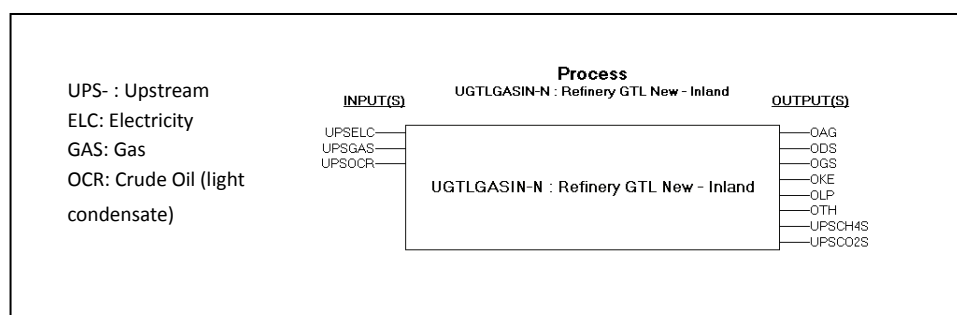 UPS- : Upstream
ELC: Electricity
GAS: Gas
OCR: Crude Oil (light
condensate)
Process
UGTLGASIN-N : Refinery GTL New - Inland
INPUT(S)
OUTPUT(S)
UPSELC
UPSGAS
UPSOCR
UGTLGASIN-N : Refinery GTL New - Inland
OAG
ODS
OGS
OKE
OLP
OTH
UPSCH4S
UPSCO2S